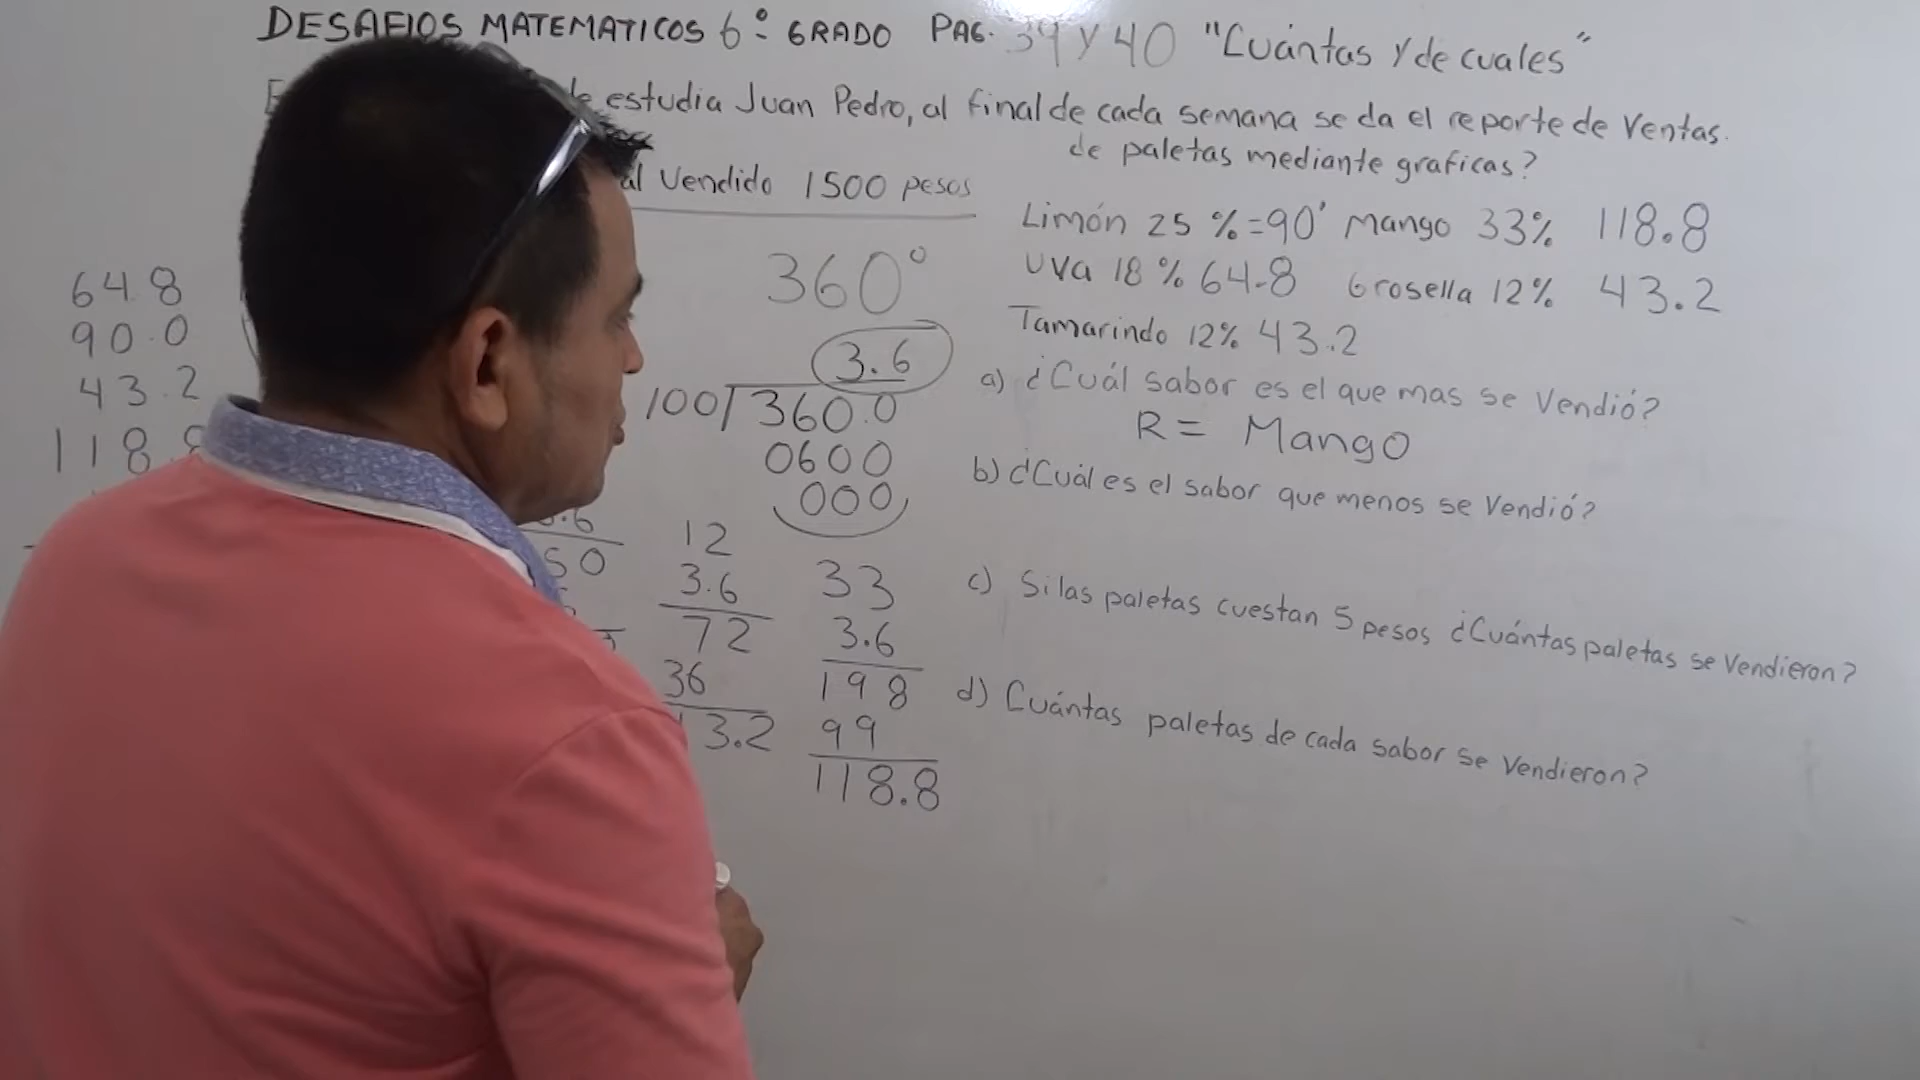 DESAFIOS MATEMATICOS 6° GRADO PAG. 39 Y 40 "Cuántas y de cuales"
estudia Juan Pedro, al final de cada semana se da el reporte de Ventas.
de paletas mediante graficas?
al Vendido 1500 pesos
Limón 25 %=90° Mango 33% 118.8
Uva 18 % 64.8 Grosella 12% 43.2
Tamarindo 12% 43.2
a) ¿Cuál sabor es el que mas se Vendió?
R= Mango
b) ¿Cuál es el sabor que menos se Vendió?
c) Si las paletas cuestan 5 pesos ¿Cuántas paletas se Vendieron?
d) Cuántas paletas de cada sabor se Vendieron?
360°
3.6
100 360.0
0600
000
64.8
90.0
43.2
118.8
.6
50
12
3.6
72
36
3.2
33
3.6
198
99
118.8